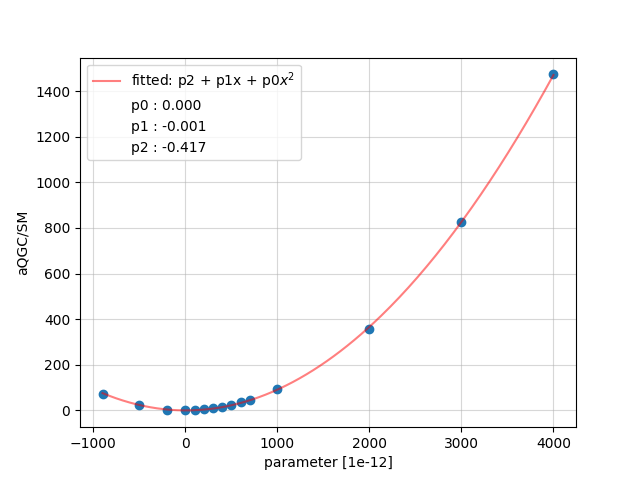 fitted: p2 + p1x + p0x²
p0 : 0.000
p1 : -0.001
p2 : -0.417
aQGC/SM
1400
1200
1000
800
600
400
200
0
−1000 0 1000 2000 3000 4000
parameter [1e-12]